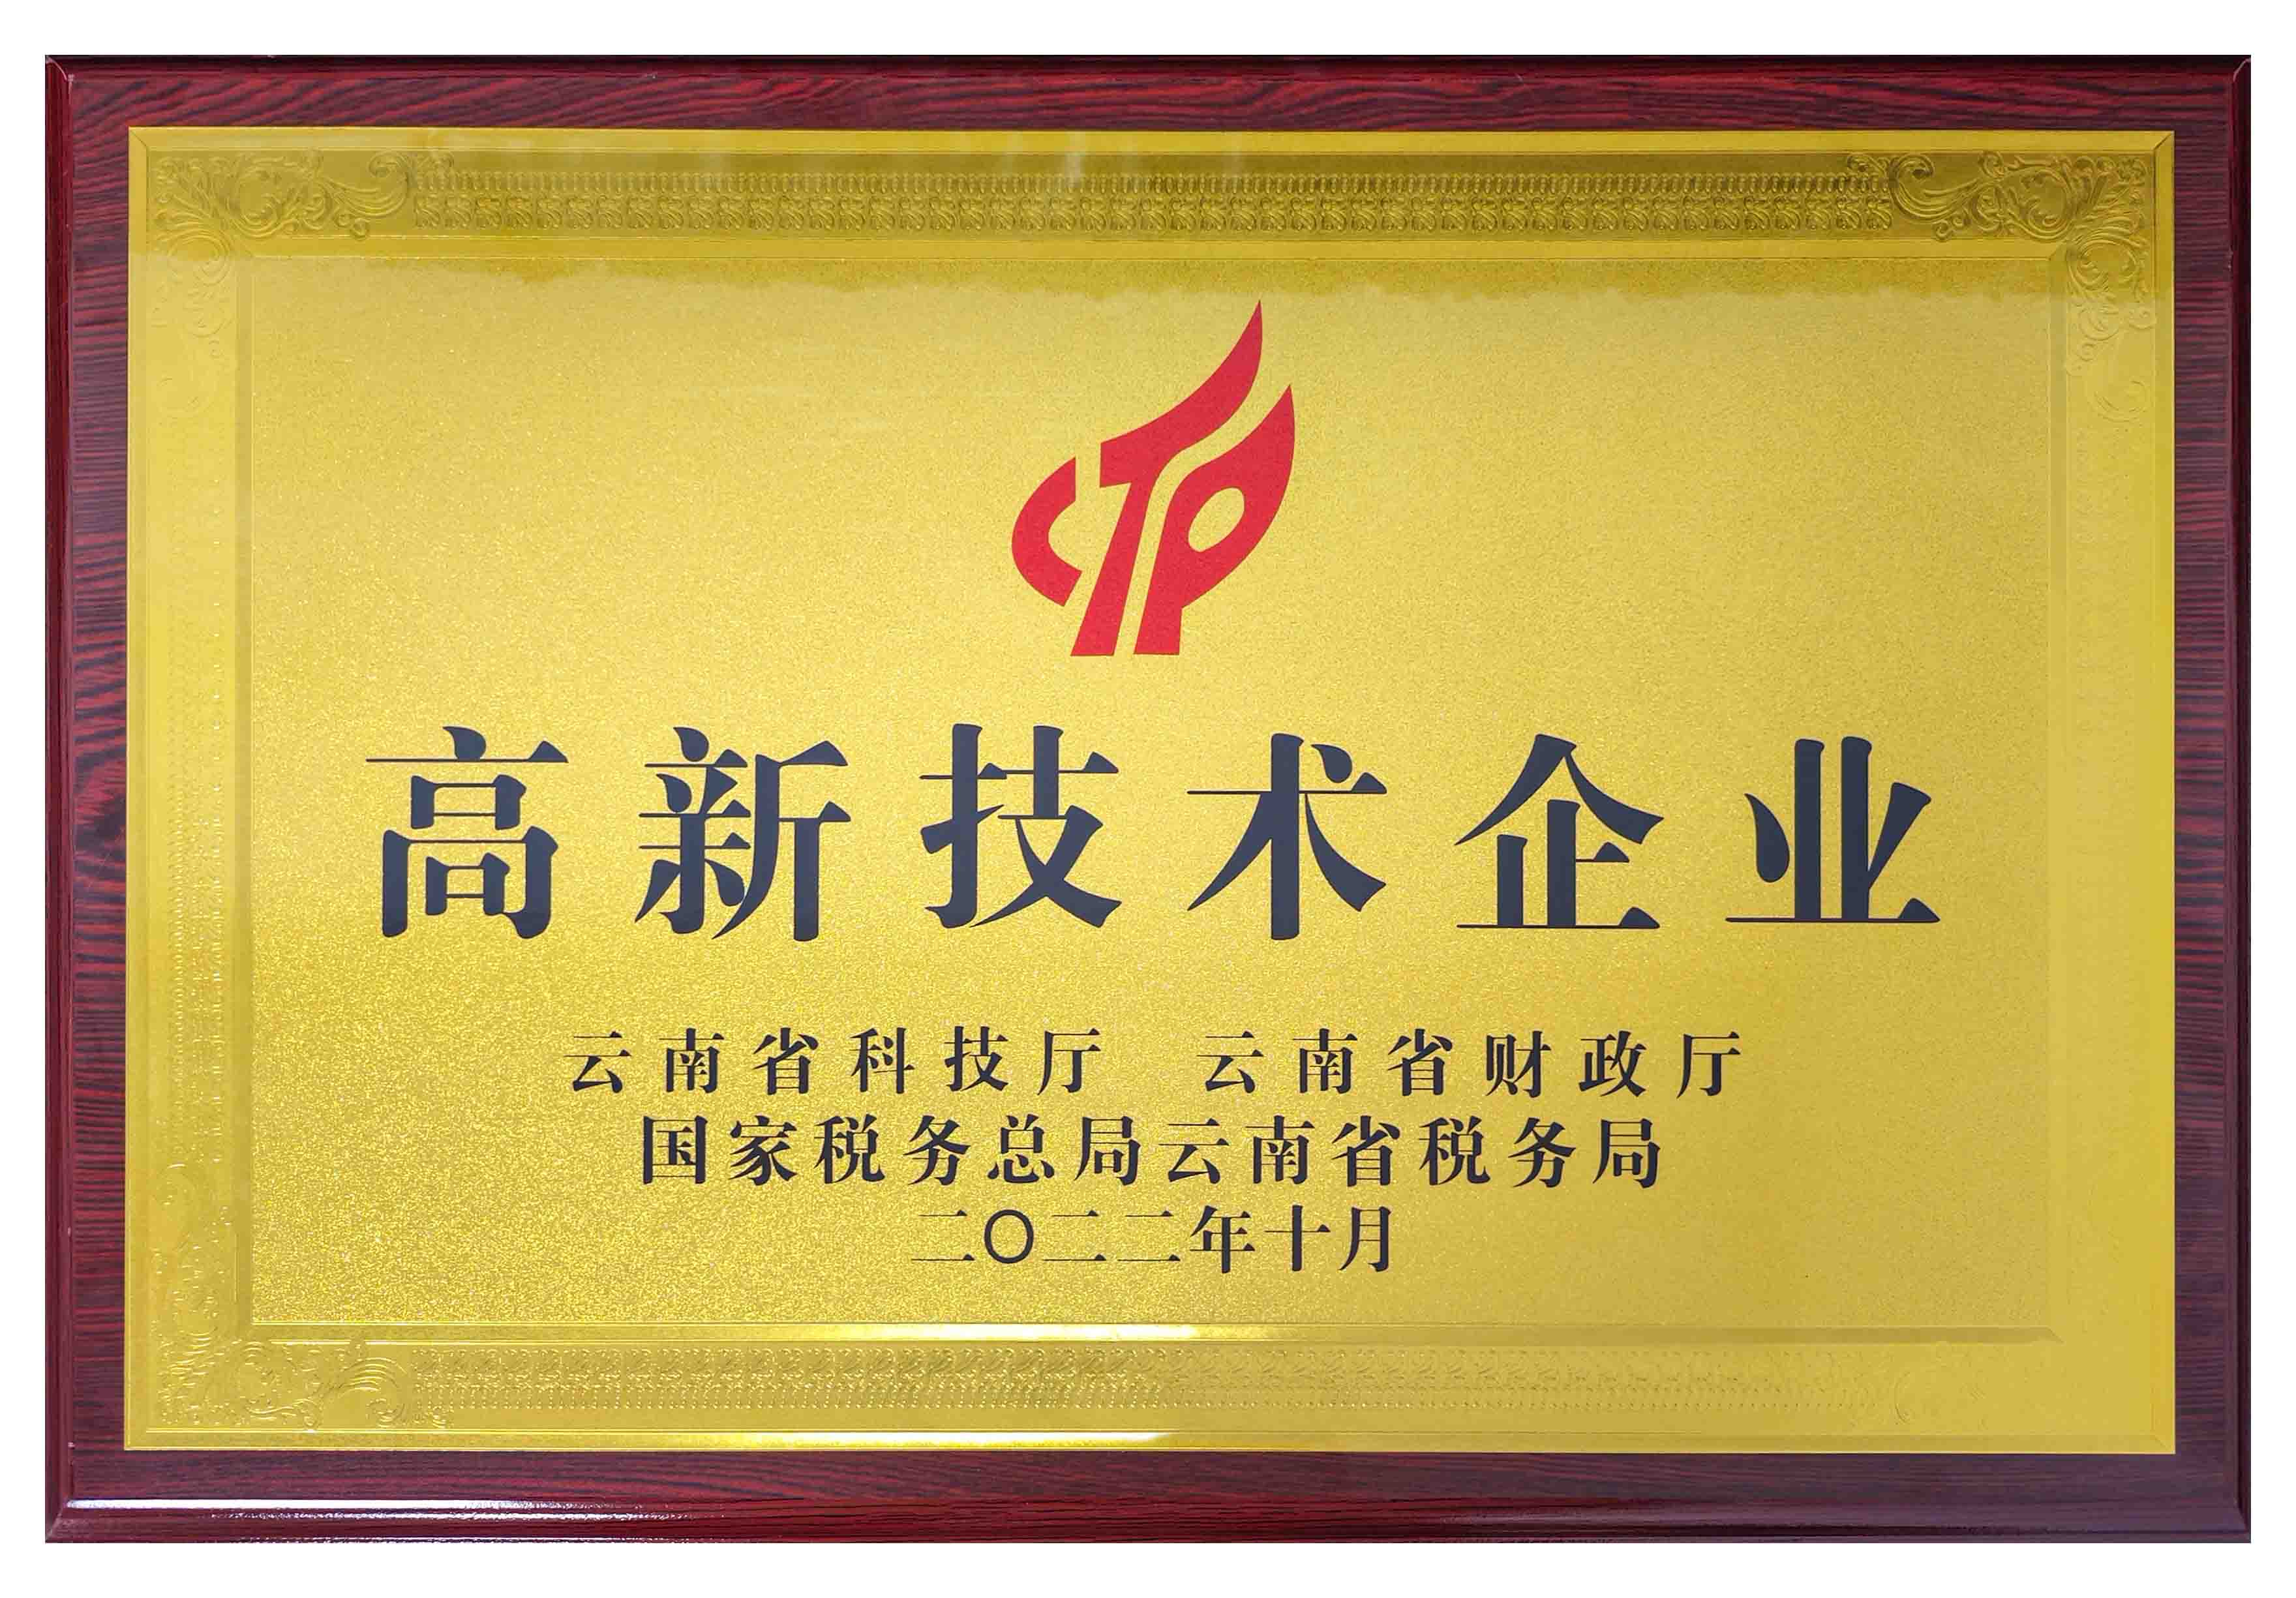 高新技术企业
云南省科技厅 云南省财政厅
国家税务总局云南省税务局
二〇二二年十月